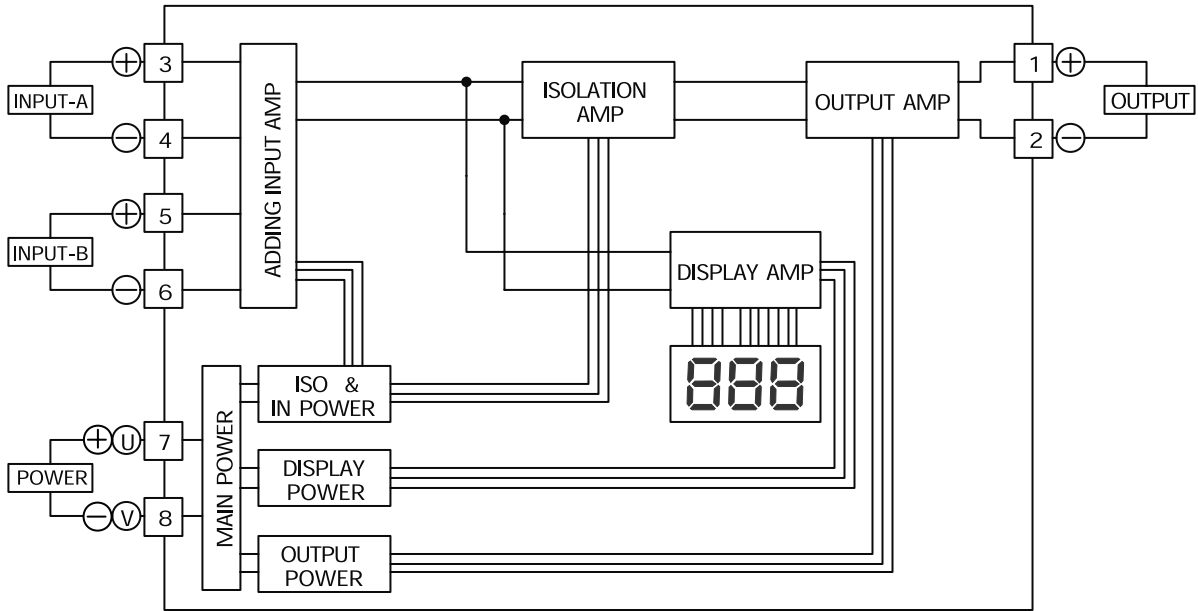 3
1
INPUT-A
ADDING INPUT AMP
ISOLATION
AMP
OUTPUT AMP
OUTPUT
4
2
5
INPUT-B
DISPLAY AMP
6
888
ISO &
IN POWER
MAIN POWER
U
7
POWER
DISPLAY
POWER
V
8
OUTPUT
POWER